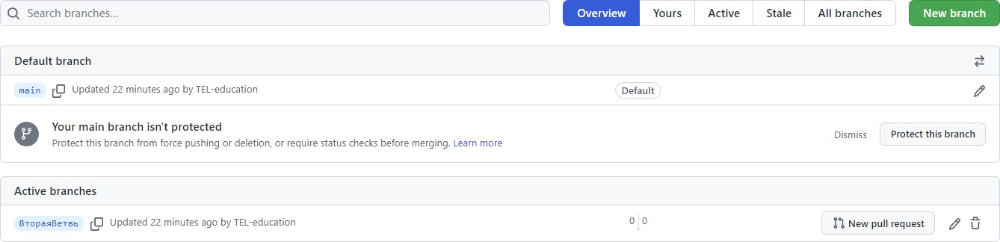 Search branches...
Overview Yours Active Stale All branches New branch
Default branch
main Updated 22 minutes ago by TEL-education Default
Your main branch isn't protected
Protect this branch from force pushing or deletion, or require status checks before merging. Learn more
Dismiss Protect this branch
Active branches
ВтораяВетвь Updated 22 minutes ago by TEL-education 0 0 New pull request